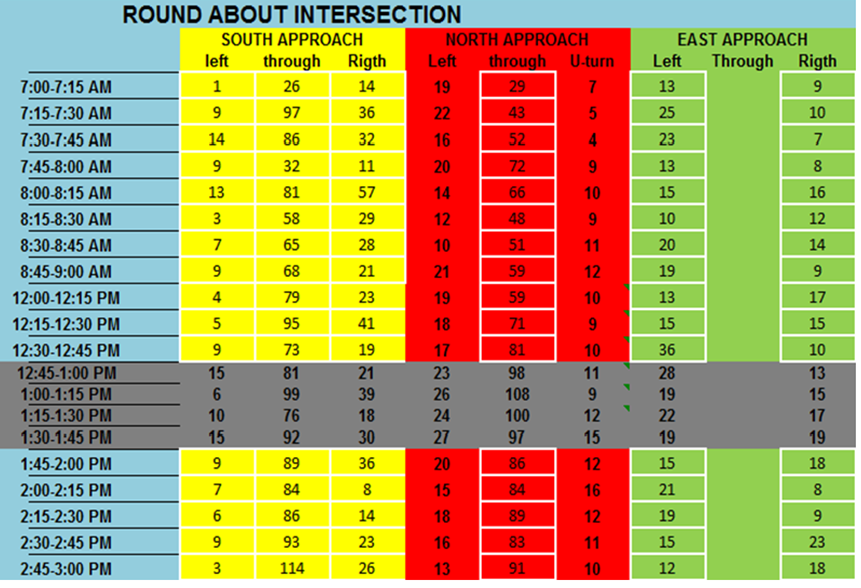 ROUND ABOUT INTERSECTION
SOUTH APPROACH NORTH APPROACH EAST APPROACH
left through Rigth Left through U-turn Left Through Rigth
7:00-7:15 AM 1 26 14 19 29 7 13 9
7:15-7:30 AM 9 97 36 22 43 5 25 10
7:30-7:45 AM 14 86 32 16 52 4 23 7
7:45-8:00 AM 9 32 11 20 72 9 13 8
8:00-8:15 AM 13 81 57 14 66 10 15 16
8:15-8:30 AM 3 58 29 12 48 9 10 12
8:30-8:45 AM 7 65 28 10 51 11 20 14
8:45-9:00 AM 9 68 21 21 59 12 19 9
12:00-12:15 PM 4 79 23 19 59 10 13 17
12:15-12:30 PM 5 95 41 18 71 9 15 15
12:30-12:45 PM 9 73 19 17 81 10 36 10
12:45-1:00 PM 15 81 21 23 98 11 28 13
1:00-1:15 PM 6 99 39 26 108 9 19 15
1:15-1:30 PM 10 76 18 24 100 12 22 17
1:30-1:45 PM 15 92 30 27 97 15 19 19
1:45-2:00 PM 9 89 36 20 86 12 15 18
2:00-2:15 PM 7 84 8 15 84 16 21 8
2:15-2:30 PM 6 86 14 18 89 12 19 9
2:30-2:45 PM 9 93 23 16 83 11 15 23
2:45-3:00 PM 3 114 26 13 91 10 12 18